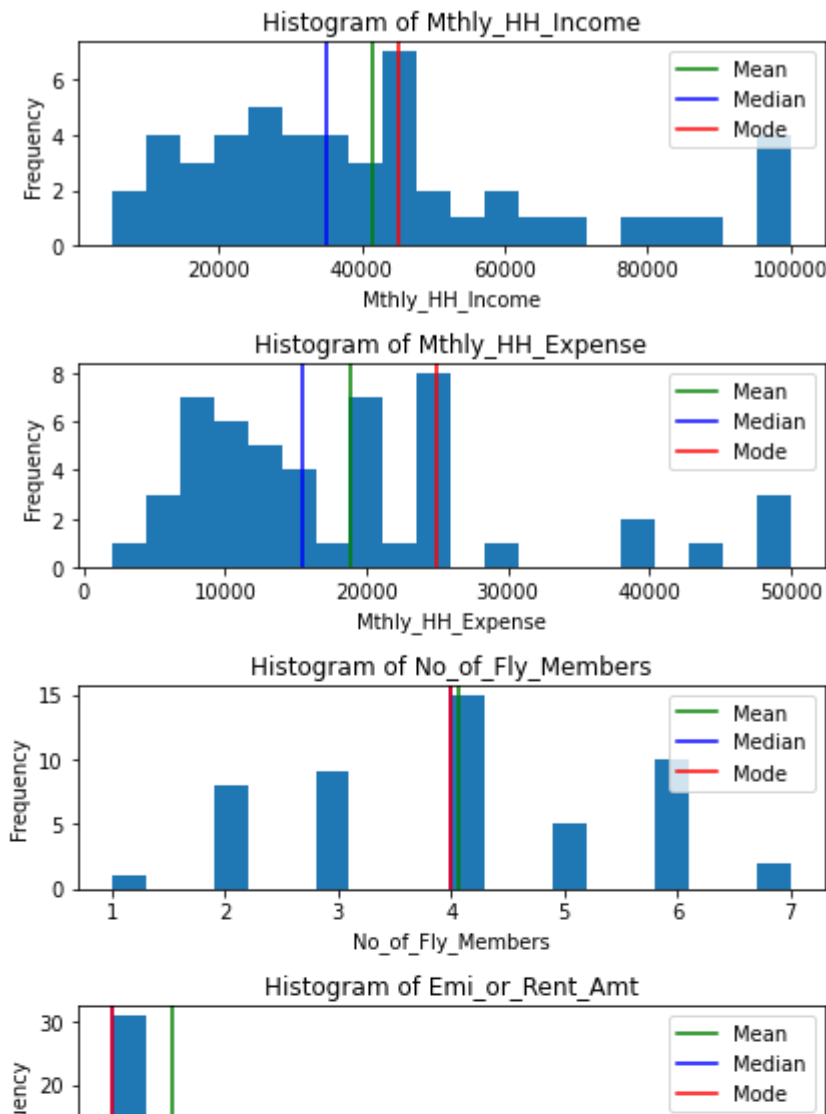 Histogram of Mthly_HH_Income
Frequency
6
4
2
0
Mean
Median
Mode
20000 40000 60000 80000 100000
Mthly_HH_Income
Histogram of Mthly_HH_Expense
Frequency
8
6
4
2
0
Mean
Median
Mode
0 10000 20000 30000 40000 50000
Mthly_HH_Expense
Histogram of No_of_Fly_Members
Frequency
15
10
5
0
Mean
Median
Mode
1 2 3 4 5 6 7
No_of_Fly_Members
Histogram of Emi_or_Rent_Amt
30
20
Mean
Median
Mode